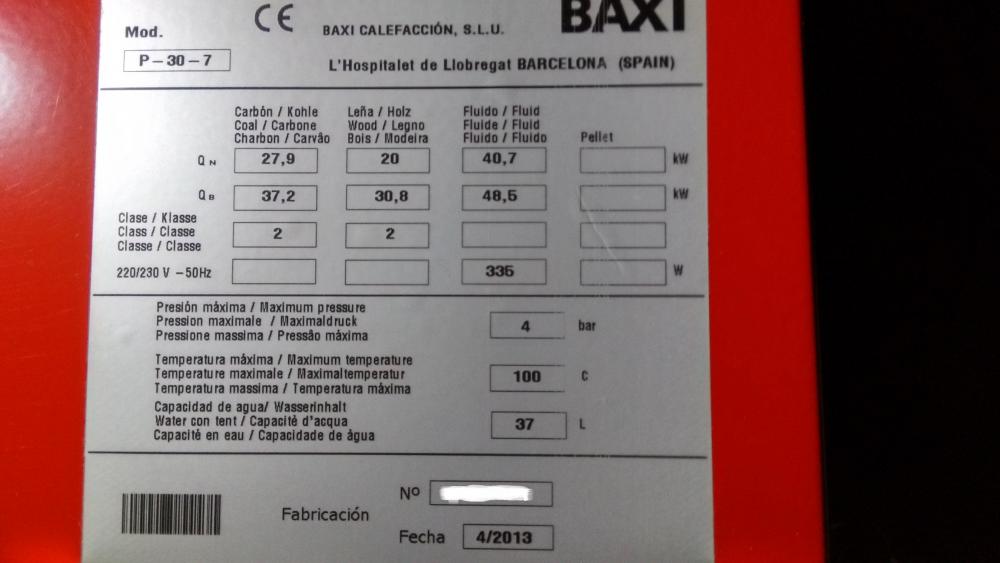 Mod.
CE
BAXI CALEFACCIÓN, S.L.U.
BAXI
P-30-7
L'Hospitalet de Llobregat BARCELONA (SPAIN)
Carbón / Kohle
Coal / Carbone
Charbon / Carvão
Leña / Holz
Wood / Legno
Bois / Modeira
Fluido / Fluid
Fluide / Fluid
Fluido / Fluido
Pellet
QN 27,9 20 40,7 kW
QB 37,2 30,8 48,5 kW
Clase / Klasse
Class / Classe
Classe / Classe
2 2
220/230 V -50Hz 335 W
Presión máxima / Maximum pressure
Pression maximale / Maximaldruck
Pressione massima / Pressão máxima
4 bar
Temperatura máxima / Maximum temperature
Temperature maximale / Maximaltemperatur
Temperatura massima / Temperatura máxima
100 C
Capacidad de agua/ Wasserinhalt
Water con tent / Capacitè d'acqua
Capacitè en eau / Capacidade de àgua
37 L
Nº
Fabricación
Fecha 4/2013